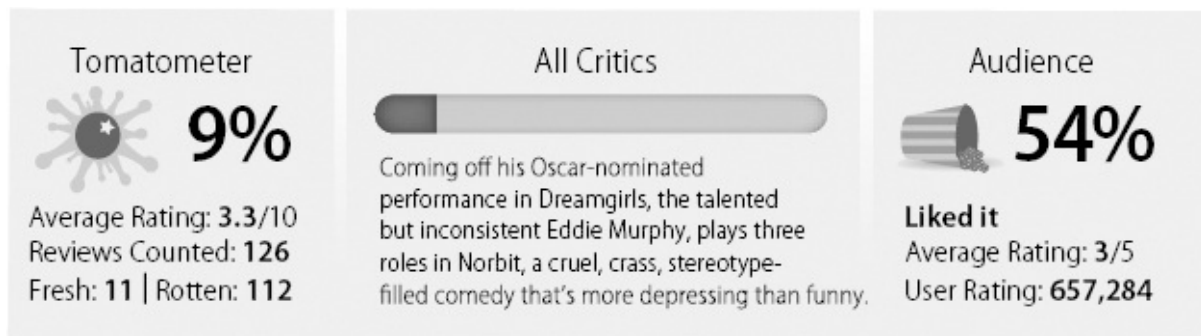 Tomatometer
9%
Average Rating: 3.3/10
Reviews Counted: 126
Fresh: 11 | Rotten: 112
All Critics
Coming off his Oscar-nominated
performance in Dreamgirls, the talented
but inconsistent Eddie Murphy, plays three
roles in Norbit, a cruel, crass, stereotype-
filled comedy that's more depressing than funny.
Audience
54%
Liked it
Average Rating: 3/5
User Rating: 657,284